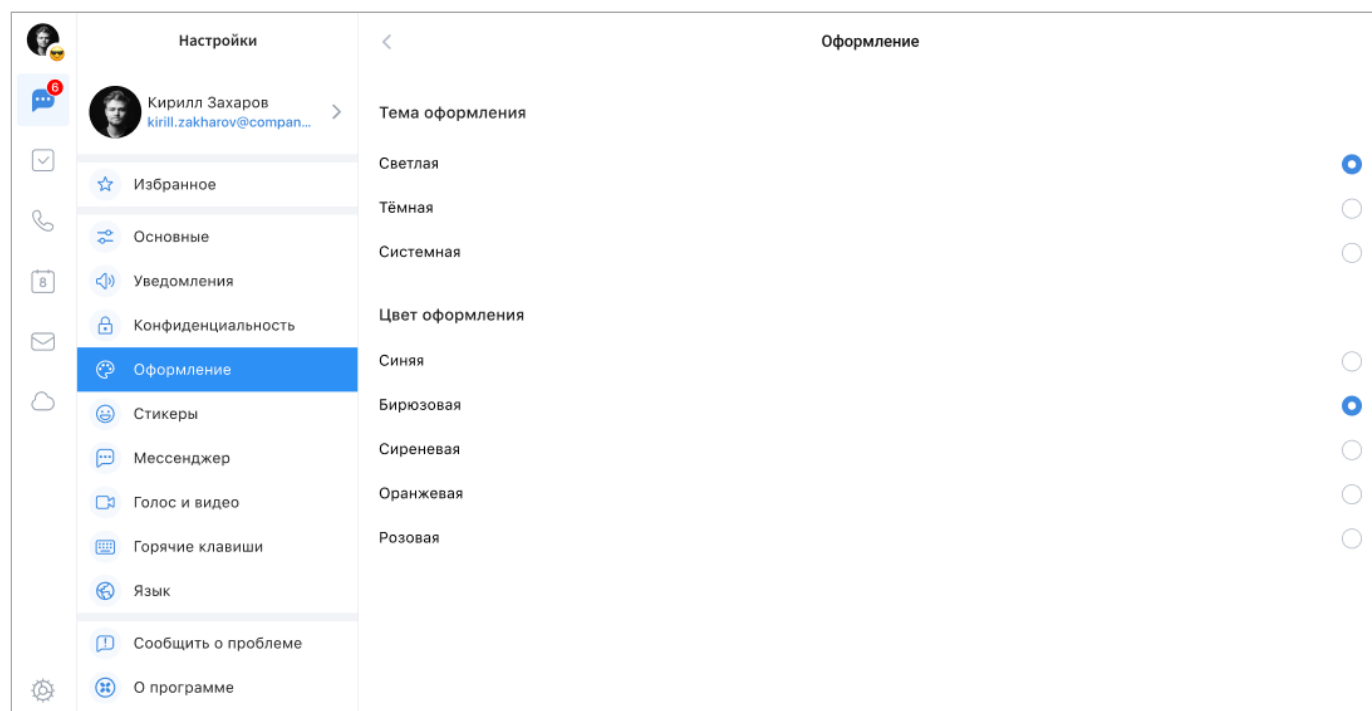 Настройки
Оформление
6
Кирилл Захаров
kirill.zakharov@compan...
Избранное
Основные
Уведомления
Конфиденциальность
Оформление
Стикеры
Мессенджер
Голос и видео
Горячие клавиши
Язык
Сообщить о проблеме
О программе
8
Тема оформления
Светлая
Тёмная
Системная
Цвет оформления
Синяя
Бирюзовая
Сиреневая
Оранжевая
Розовая